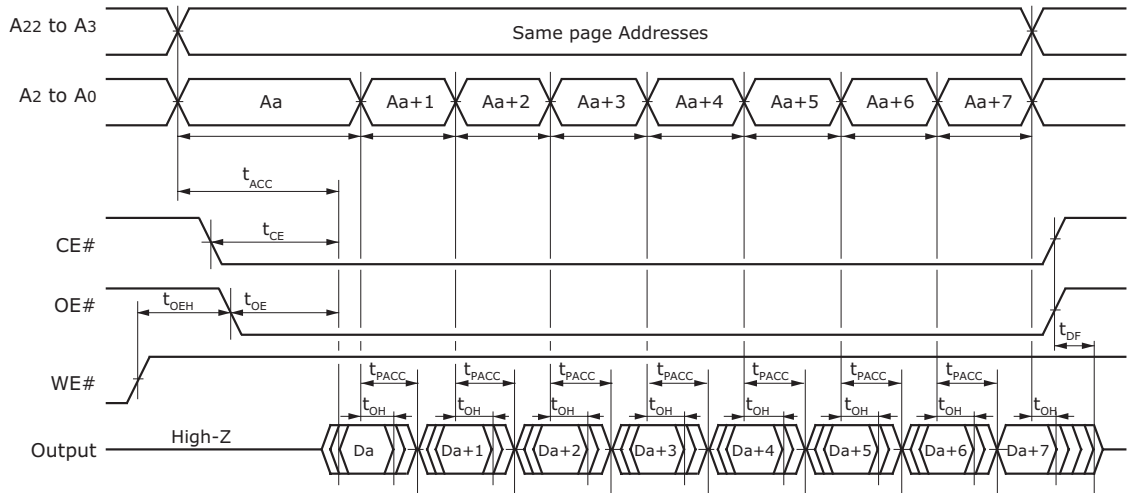 A22 to A3
Same page Addresses
A2 to A0
Aa Aa+1 Aa+2 Aa+3 Aa+4 Aa+5 Aa+6 Aa+7
tACC
CE#
tCE
OE#
tOEH tOE
tDF
WE#
tPACC tPACC tPACC tPACC tPACC tPACC tPACC
tOH tOH tOH tOH tOH tOH tOH tOH
Output
High-Z
Da Da+1 Da+2 Da+3 Da+4 Da+5 Da+6 Da+7